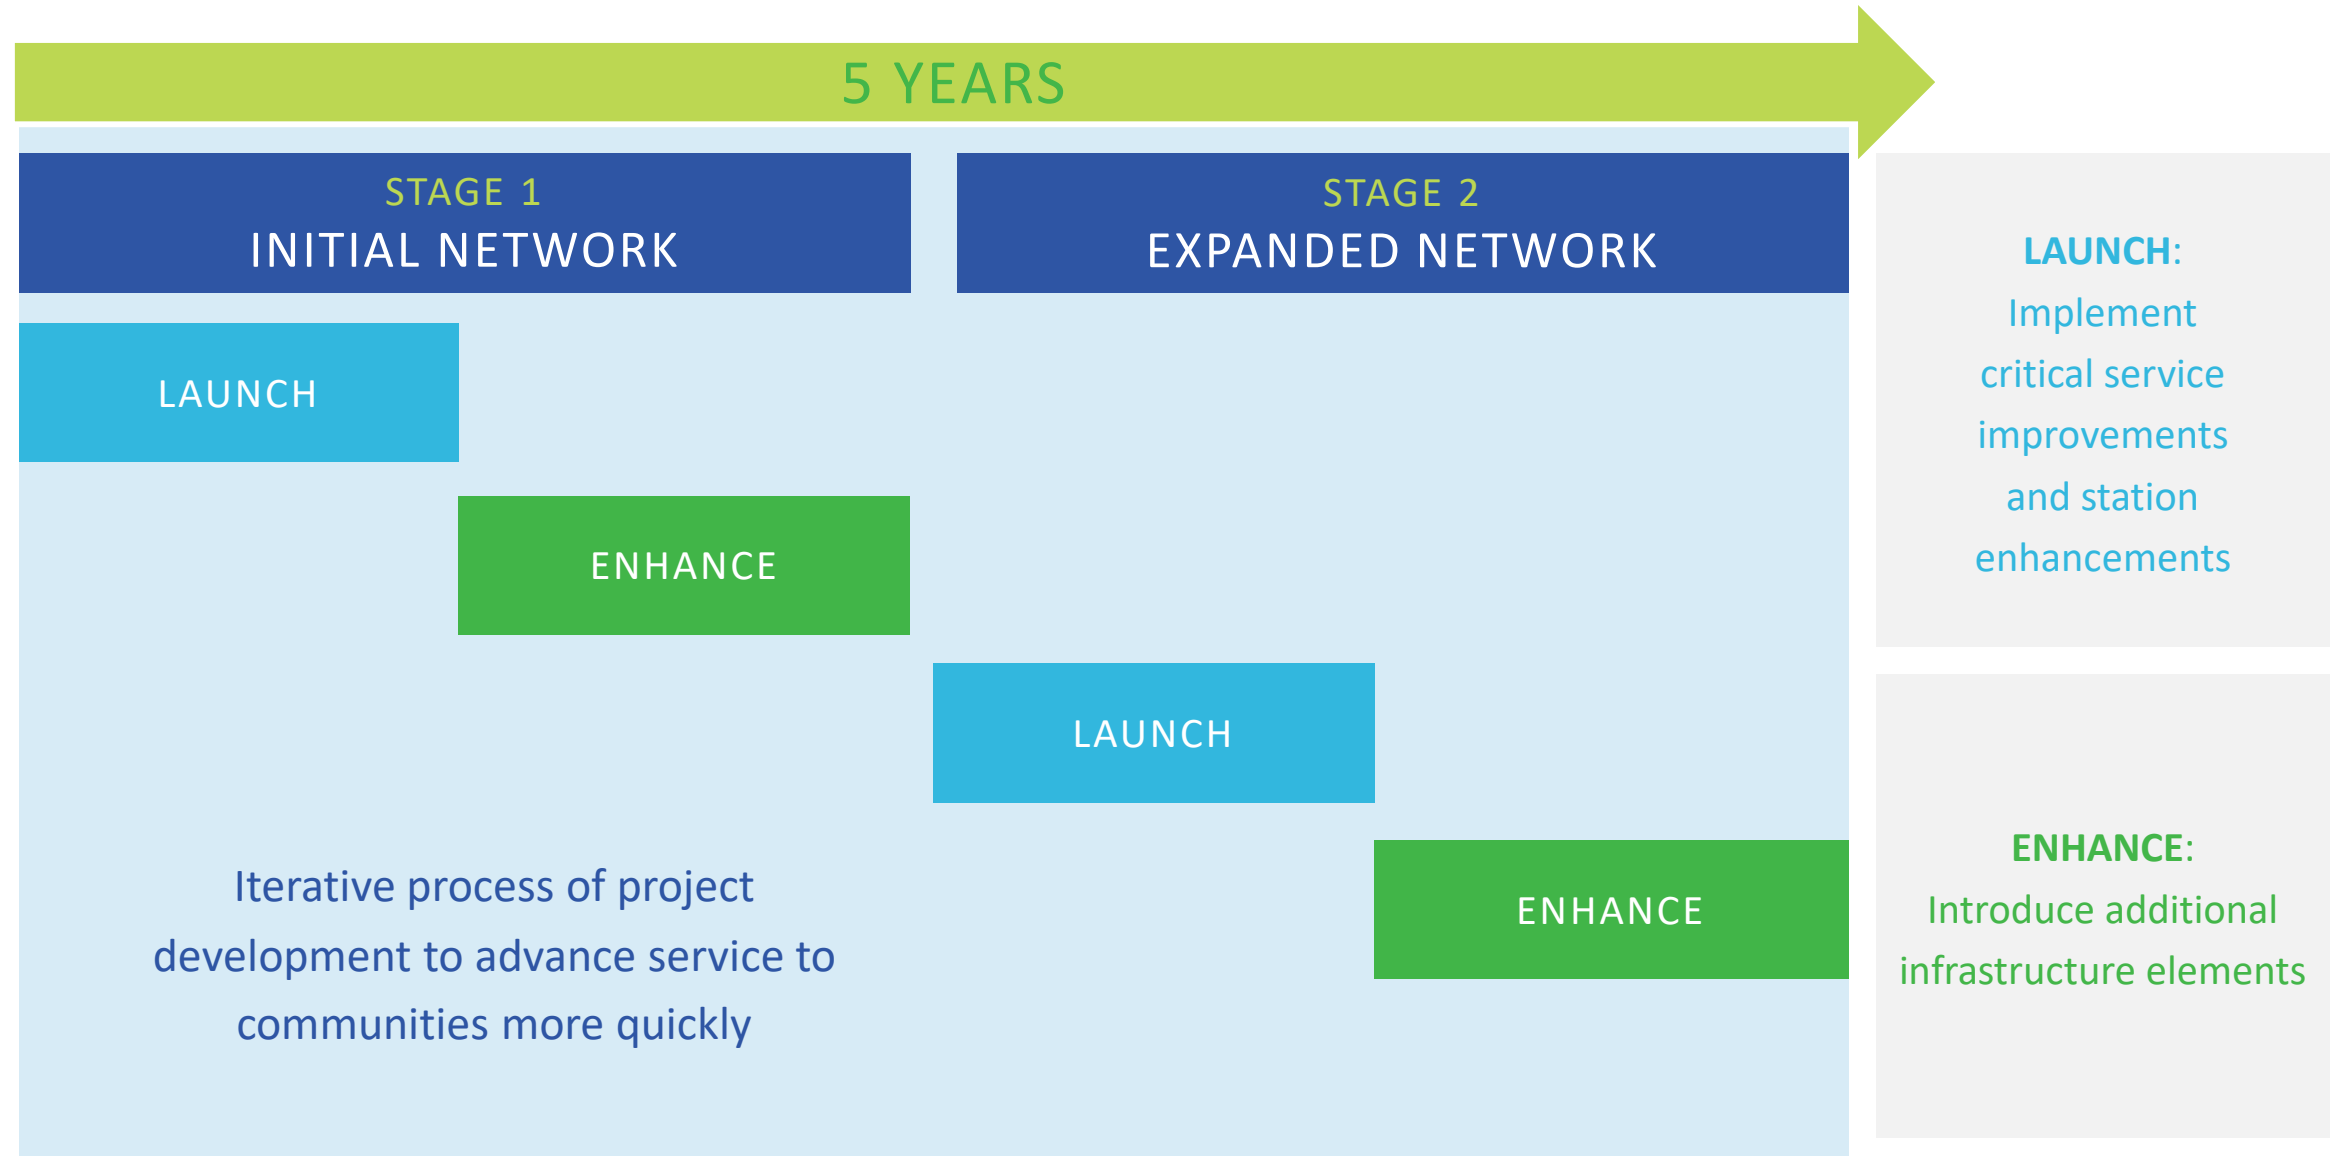 5 YEARS
STAGE 1
INITIAL NETWORK
STAGE 2
EXPANDED NETWORK
LAUNCH
ENHANCE
LAUNCH
ENHANCE
Iterative process of project
development to advance service to
communities more quickly
LAUNCH:
Implement
critical service
improvements
and station
enhancements
ENHANCE:
Introduce additional
infrastructure elements